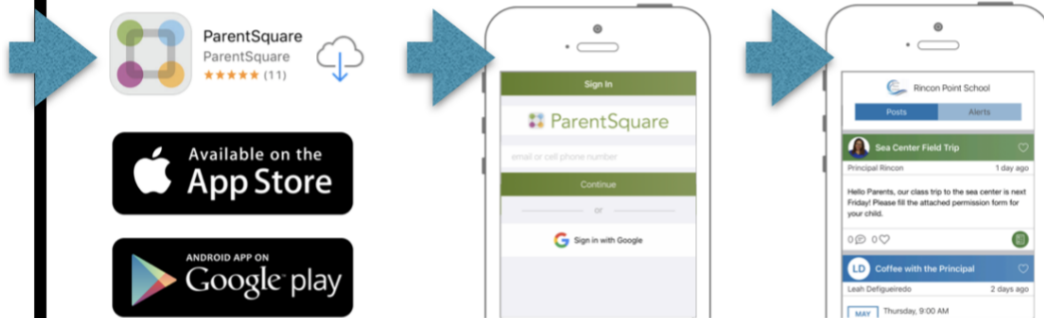 ParentSquare
ParentSquare
★★★★★ (11)
Available on the
App Store
ANDROID APP ON
Google play
Sign In
ParentSquare
email or cell phone number
Continue
or
Sign in with Google
Rincon Point School
Posts Alerts
Sea Center Field Trip
Principal Rincon 1 day ago
Hello Parents, our class trip to the sea center is next
Friday! Please fill the attached permission form for
your child.
0 0
LD Coffee with the Principal
Leah Defigueiredo 2 days ago
MAY Thursday, 9:00 AM